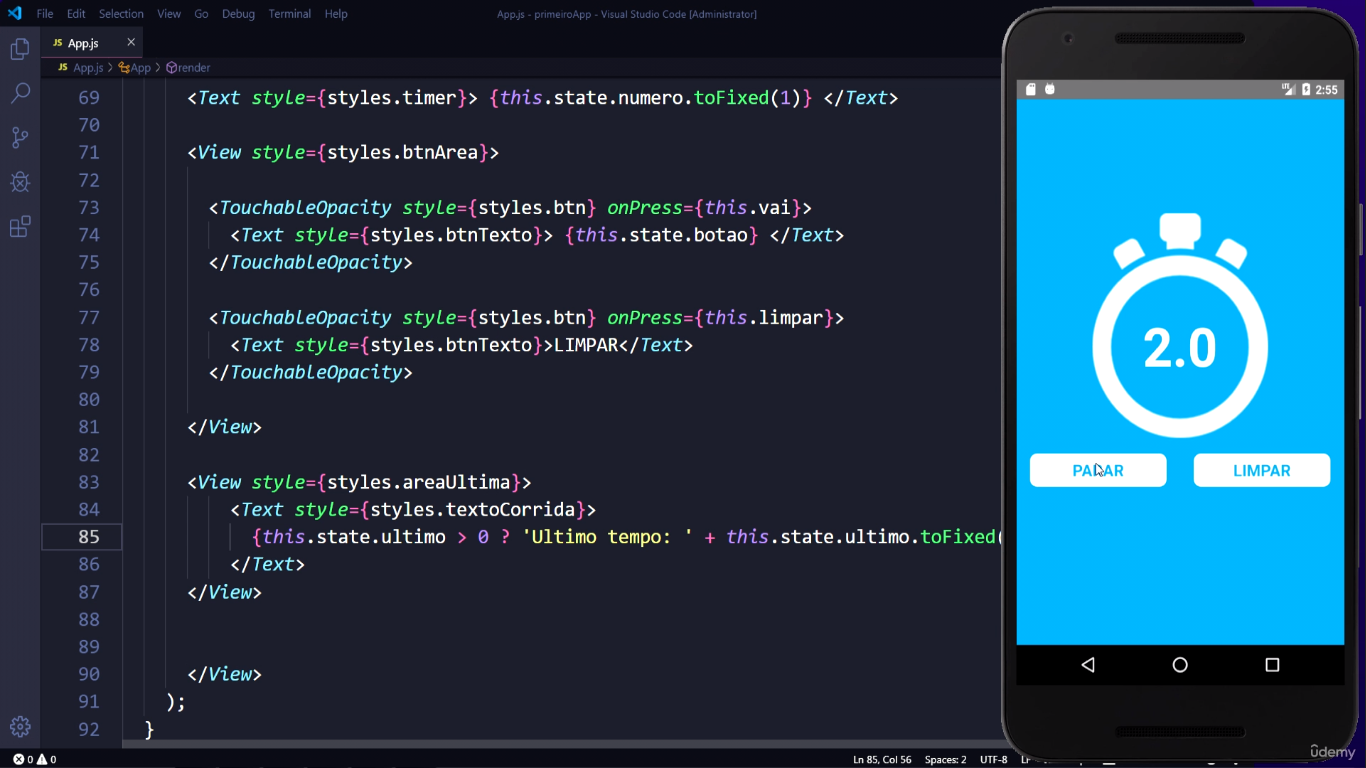 File Edit Selection View Go Debug Terminal Help App.js - primeiroApp - Visual Studio Code [Administrator]
JS App.js ×
JS App.js > App > render
69 <Text style={styles.timer}> {this.state.numero.toFixed(1)} </Text>
70
71 <View style={styles.btnArea}>
72
73 <TouchableOpacity style={styles.btn} onPress={this.vai}>
74 <Text style={styles.btnTexto}> {this.state.botao} </Text>
75 </TouchableOpacity>
76
77 <TouchableOpacity style={styles.btn} onPress={this.limpar}>
78 <Text style={styles.btnTexto}>LIMPAR</Text>
79 </TouchableOpacity>
80
81 </View>
82
83 <View style={styles.areaUltima}>
84 <Text style={styles.textoCorrida}>
85 {this.state.ultimo > 0 ? 'Ultimo tempo: ' + this.state.ultimo.toFixed(
86 </Text>
87 </View>
88
89
90 </View>
91 );
92 }
0 0 Ln 85, Col 56 Spaces: 2 UTF-8
LTE 2:55
2.0
LIMPAR
ûdemy